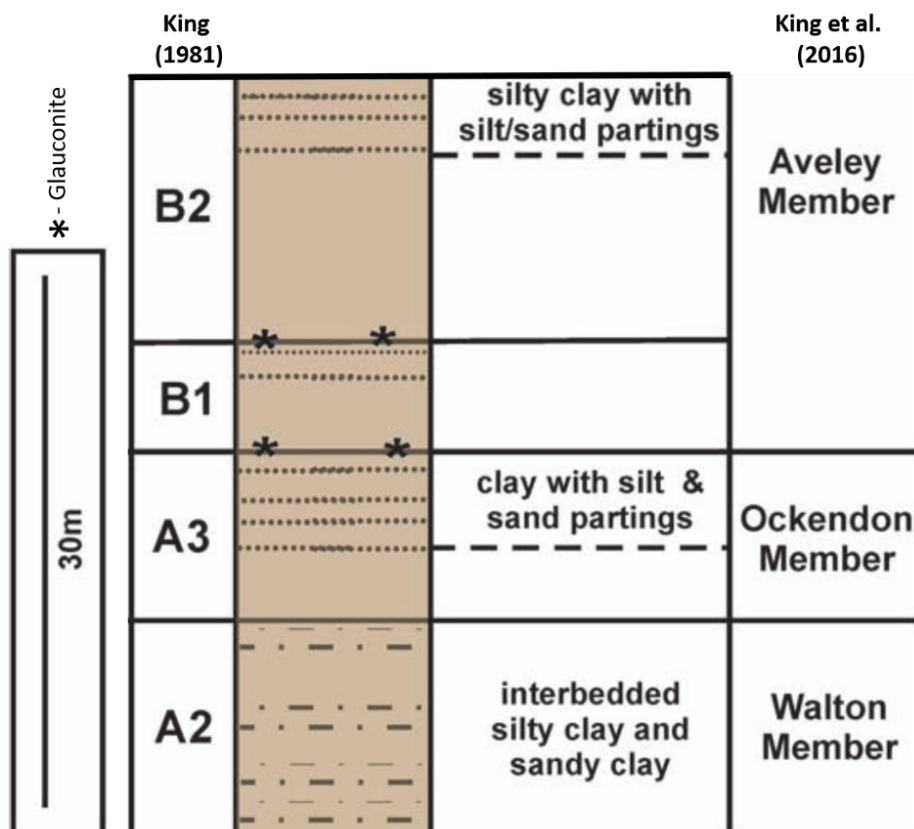 King
(1981)
King et al.
(2016)
* - Glauconite
30m
B2
silty clay with
silt/sand partings
Aveley
Member
B1
A3
clay with silt &
sand partings
Ockendon
Member
A2
interbedded
silty clay and
sandy clay
Walton
Member